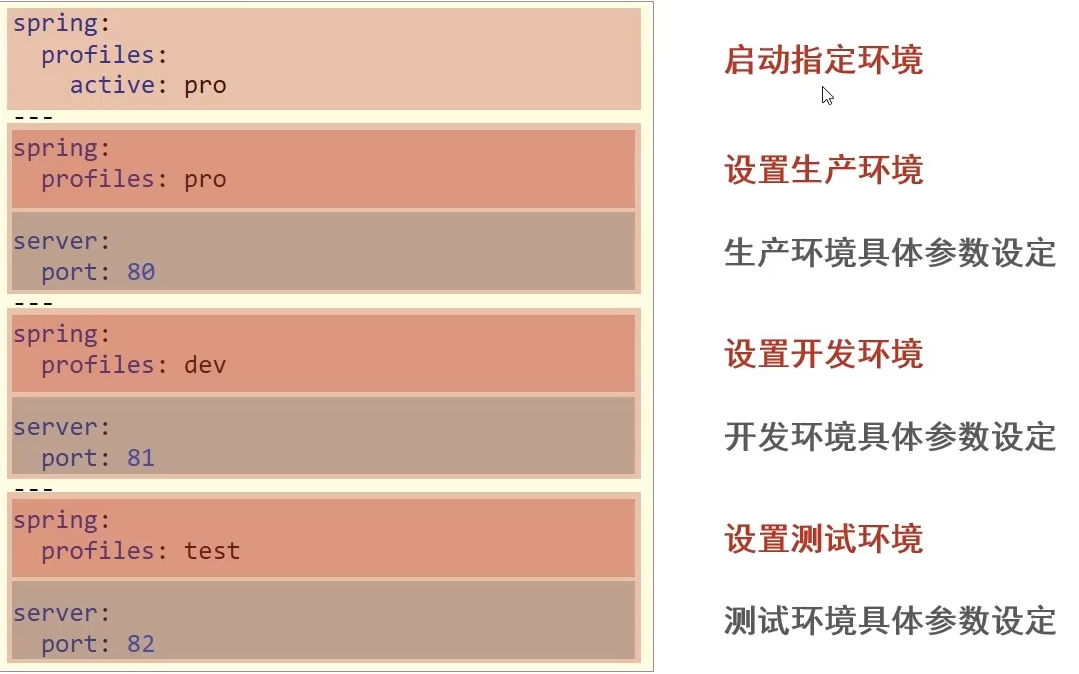 spring:
  profiles:
    active: pro
启动指定环境
---
spring:
  profiles: pro
设置生产环境
server:
  port: 80
生产环境具体参数设定
---
spring:
  profiles: dev
设置开发环境
server:
  port: 81
开发环境具体参数设定
---
spring:
  profiles: test
设置测试环境
server:
  port: 82
测试环境具体参数设定